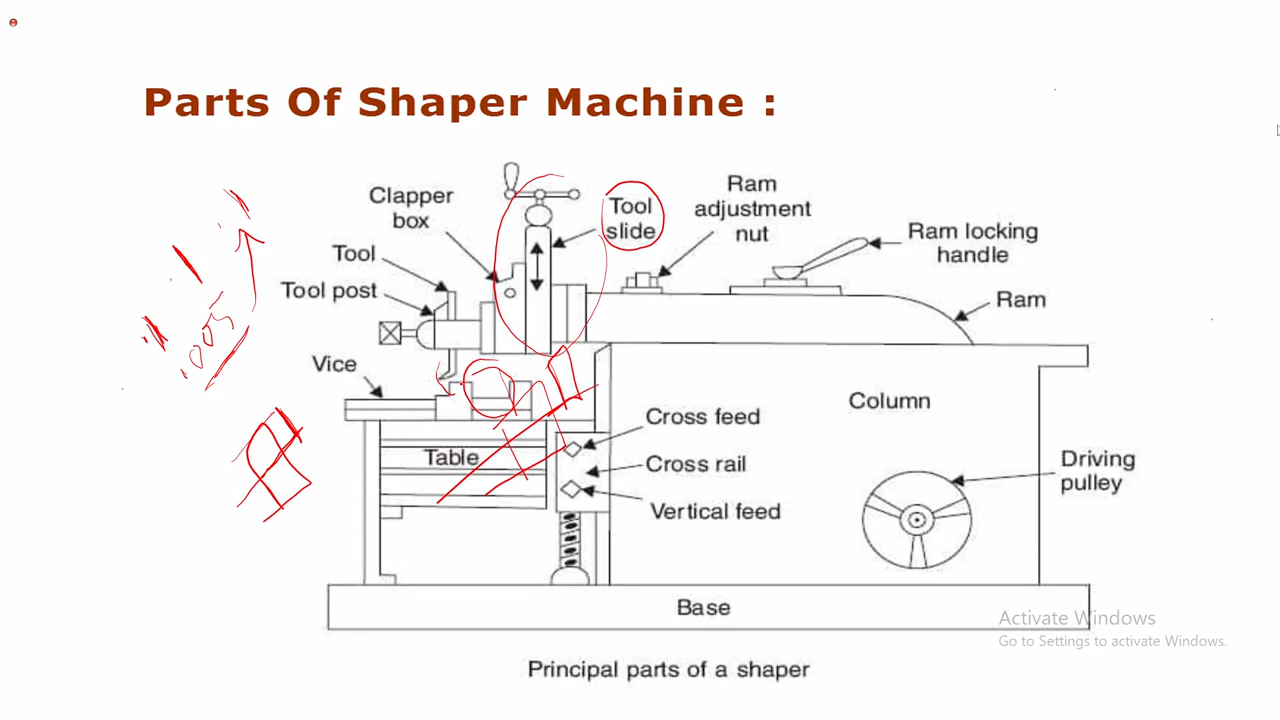 Parts Of Shaper Machine :
Clapper
box
Tool
slide
Ram
adjustment
nut
Ram locking
handle
Tool
Tool post
Ram
Vice
.005
Column
Cross feed
Table
Cross rail
Driving
pulley
Vertical feed
Base
Activate Windows
Go to Settings to activate Windows.
Principal parts of a shaper